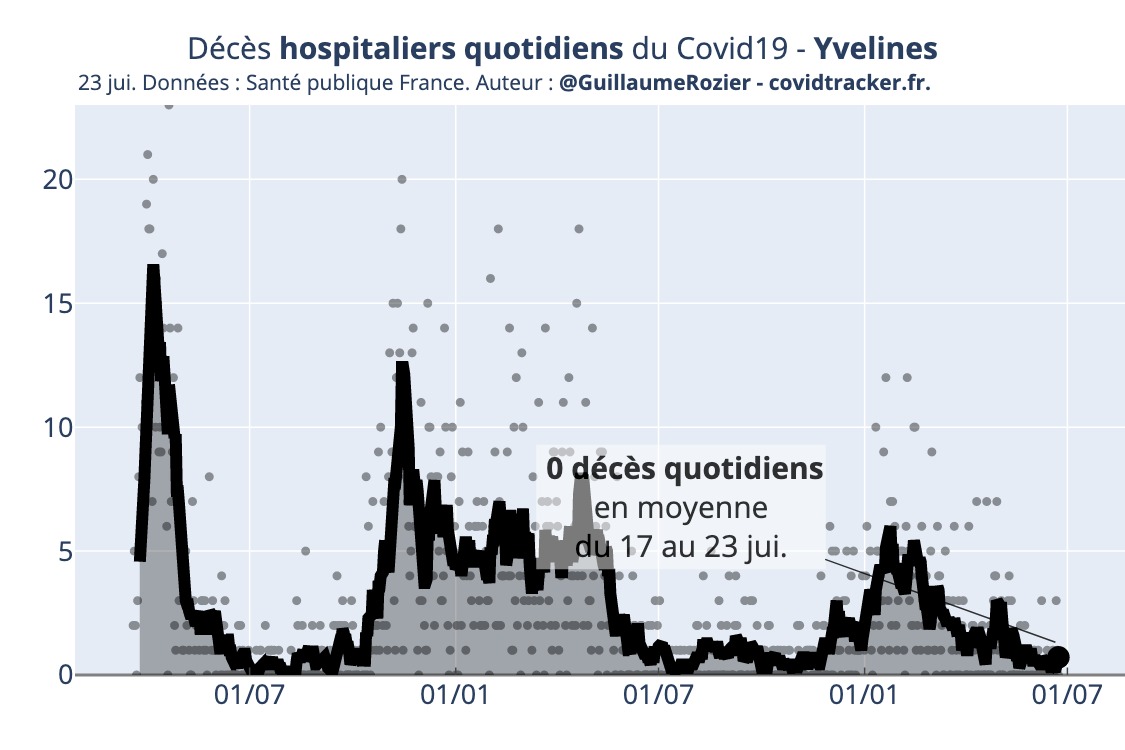 Décès hospitaliers quotidiens du Covid19 - Yvelines
23 jui. Données : Santé publique France. Auteur : @GuillaumeRozier - covidtracker.fr.
20
15
10
5
0
0 décès quotidiens
en moyenne
du 17 au 23 jui.
01/07 01/01 01/07 01/01 01/07